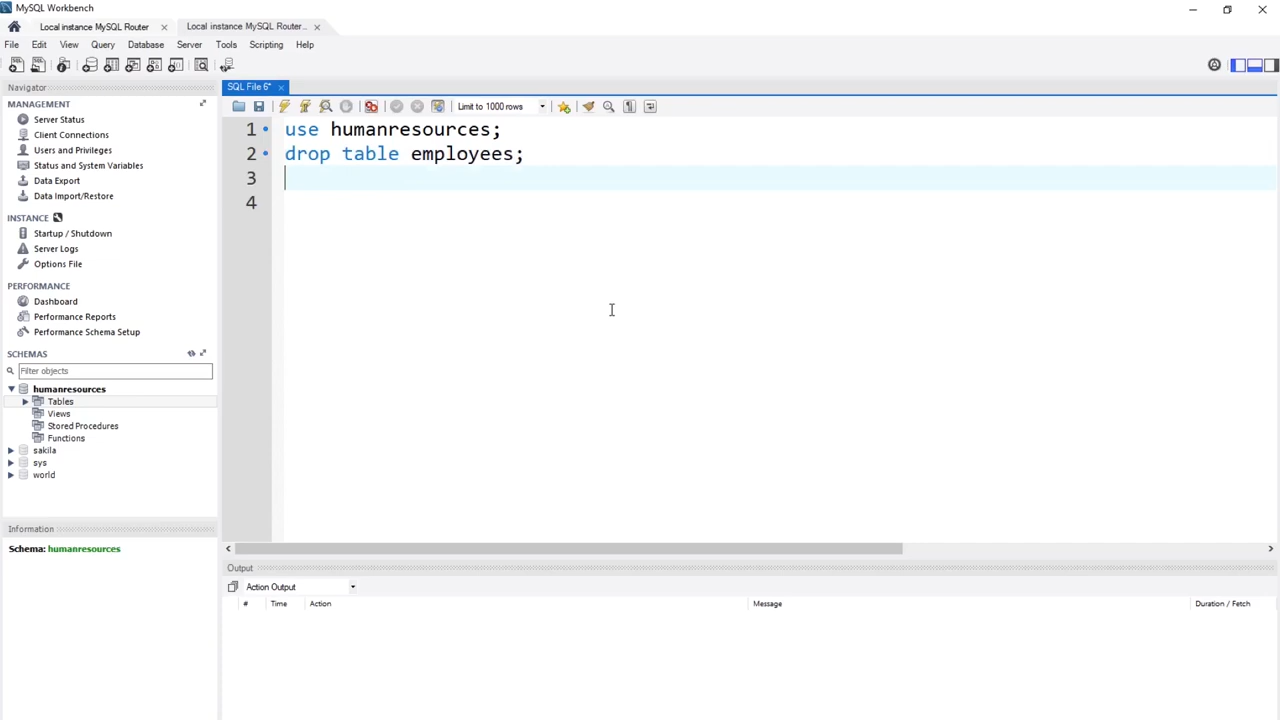 MySQL Workbench
Local instance MySQL Router
Local instance MySQL Router...
File Edit View Query Database Server Tools Scripting Help
Navigator
MANAGEMENT
Server Status
Client Connections
Users and Privileges
Status and System Variables
Data Export
Data Import/Restore
INSTANCE
Startup / Shutdown
Server Logs
Options File
PERFORMANCE
Dashboard
Performance Reports
Performance Schema Setup
SCHEMAS
Filter objects
humanresources
Tables
Views
Stored Procedures
Functions
sakila
sys
world
Information
Schema: humanresources
SQL File 6*
Limit to 1000 rows
1 use humanresources;
2 drop table employees;
3
4
Output
Action Output
# Time Action Message Duration / Fetch